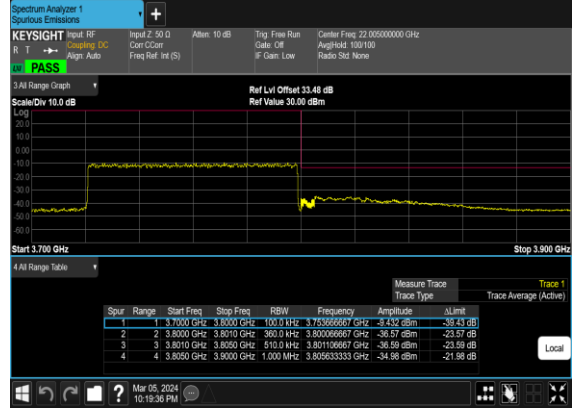 Spectrum Analyzer 1
Spurious Emissions
+
KEYSIGHT Input: RF Input Z: 50 Ω Atten: 10 dB Trig: Free Run Center Freq: 22.005000000 GHz
R T Coupling: DC Corr CCorr Gate: Off Avg|Hold: 100/100
Align: Auto Freq Ref: Int (S) IF Gain: Low Radio Std: None
PASS
3 All Range Graph
Ref Lvl Offset 33.48 dB
Scale/Div 10.0 dB Ref Value 30.00 dBm
Log
20.0
10.0
0.00
-10.0
-20.0
-30.0
-40.0
-50.0
-60.0
Start 3.700 GHz Stop 3.900 GHz
4 All Range Table
Measure Trace Trace 1
Trace Type Trace Average (Active)
Spur Range Start Freq Stop Freq RBW Frequency Amplitude ΔLimit
1 1 3.7000 GHz 3.8000 GHz 100.0 kHz 3.753666667 GHz -9.432 dBm -39.43 dB
2 2 3.8000 GHz 3.8010 GHz 360.0 kHz 3.800066667 GHz -36.57 dBm -23.57 dB
3 3 3.8010 GHz 3.8050 GHz 510.0 kHz 3.801106667 GHz -36.59 dBm -23.59 dB
4 4 3.8050 GHz 3.9000 GHz 1.000 MHz 3.805633333 GHz -34.98 dBm -21.98 dB
Local
?
Mar 05, 2024
10:19:36 PM